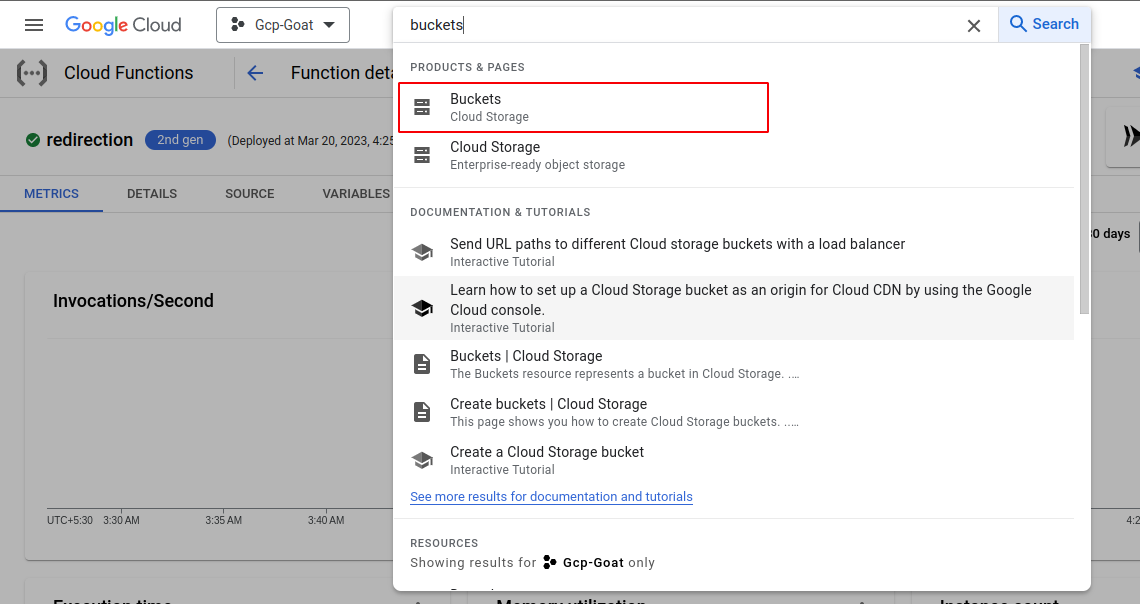 Google Cloud
Gcp-Goat
buckets
Search
Cloud Functions
Function deta
PRODUCTS & PAGES
Buckets
Cloud Storage
Cloud Storage
Enterprise-ready object storage
redirection
2nd gen
(Deployed at Mar 20, 2023, 4:25
METRICS
DETAILS
SOURCE
VARIABLES
DOCUMENTATION & TUTORIALS
Send URL paths to different Cloud storage buckets with a load balancer
Interactive Tutorial
30 days
Learn how to set up a Cloud Storage bucket as an origin for Cloud CDN by using the Google
Cloud console.
Interactive Tutorial
Invocations/Second
Buckets | Cloud Storage
The Buckets resource represents a bucket in Cloud Storage. ....
Create buckets | Cloud Storage
This page shows you how to create Cloud Storage buckets. .....
Create a Cloud Storage bucket
Interactive Tutorial
See more results for documentation and tutorials
UTC+5:30
3:30 AM
3:35 AM
3:40 AM
4:2
RESOURCES
Showing results for Gcp-Goat only
Execution time
Memory utilization
Instance count